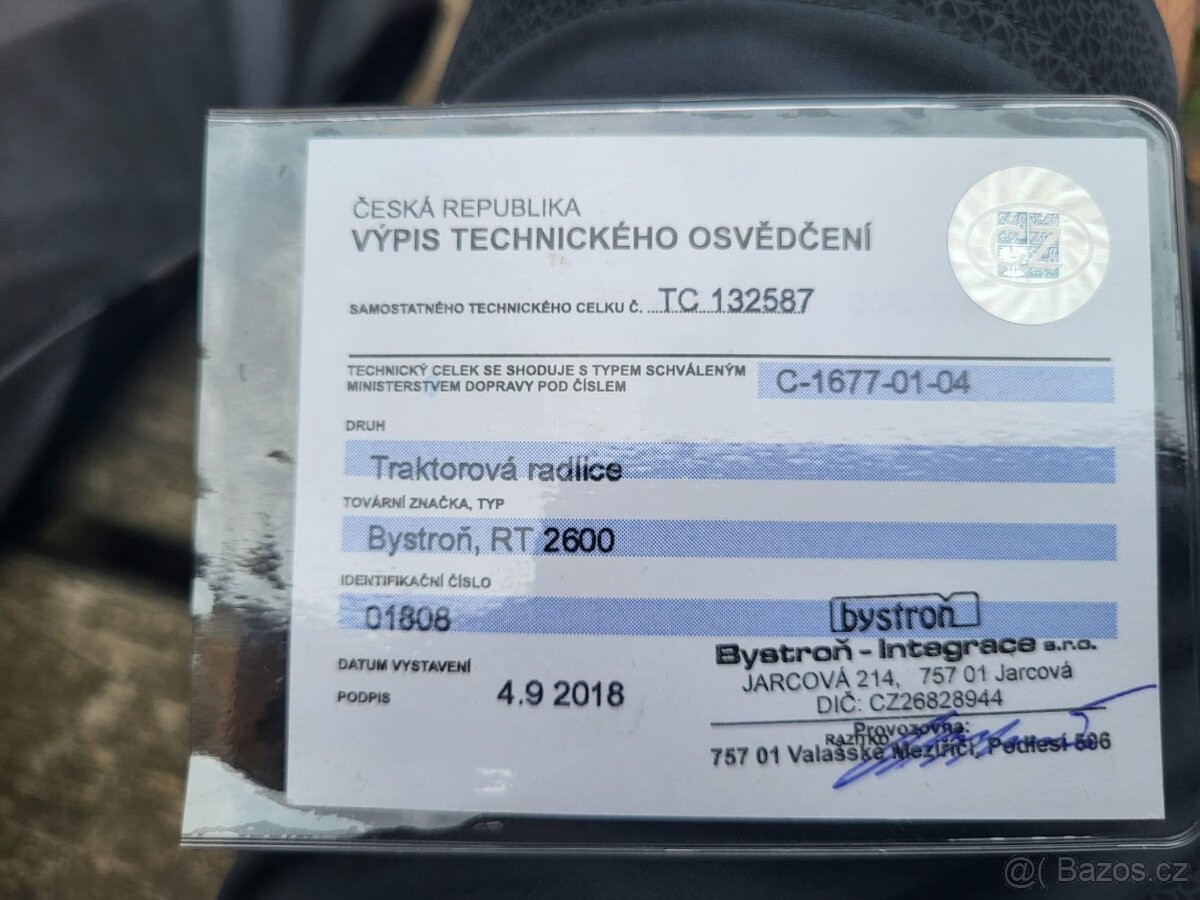 ČESKÁ REPUBLIKA
VÝPIS TECHNICKÉHO OSVĚDČENÍ
CZ
SAMOSTATNÉHO TECHNICKÉHO CELKU Č. ....TC 132587
TECHNICKÝ CELEK SE SHODUJE S TYPEM SCHVÁLENÝM
MINISTERSTVEM DOPRAVY POD ČÍSLEM
C-1677-01-04
DRUH
Traktorová radlice
TOVÁRNÍ ZNAČKA, TYP
Bystroň, RT 2600
IDENTIFIKAČNÍ ČÍSLO
01808
bystroň
Bystroň - Integrace s.r.o.
JARCOVÁ 214, 757 01 Jarcová
DIČ: CZ26828944
DATUM VYSTAVENÍ
4.9 2018
PODPIS
Provozovna:
RAZÍTKO
757 01 Valašské Meziříčí, Podlesí 506
@( Bazos.cz